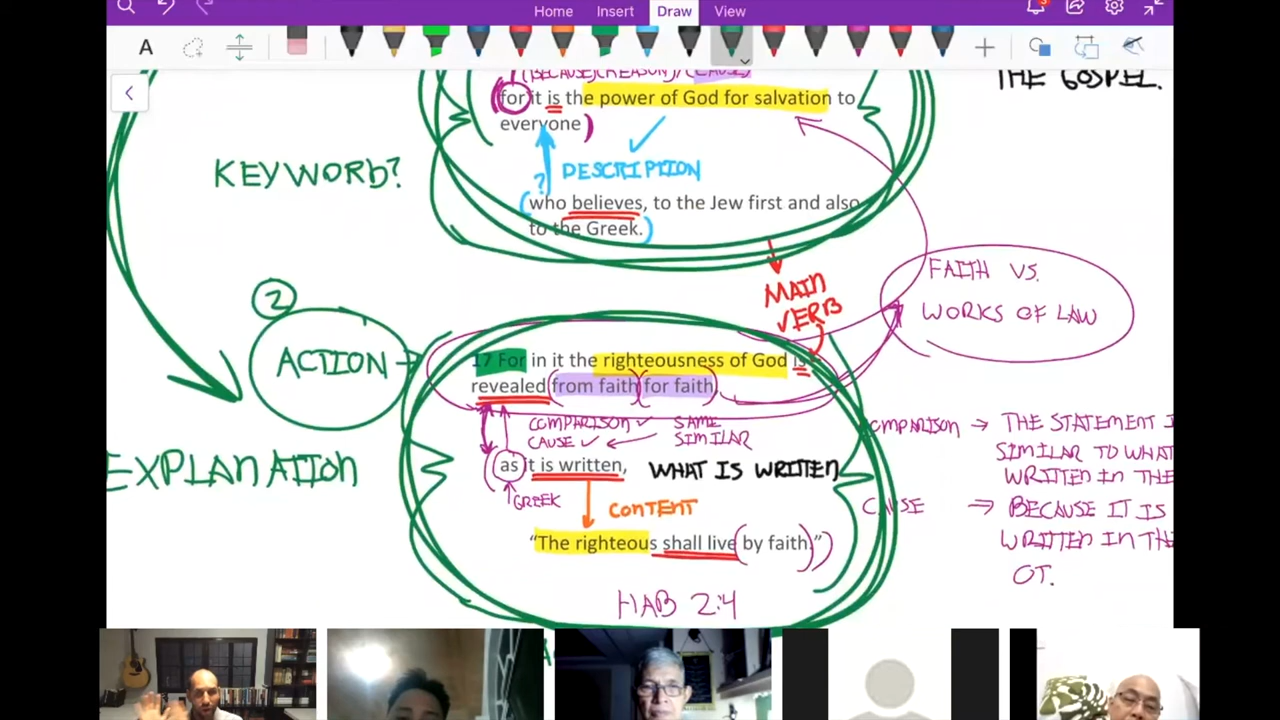 Home Insert Draw View
A
(BECAUSE)(REASON)/(CAUSE)
THE GOSPEL.
for it is the power of God for salvation to
everyone)
KEYWORD?
DESCRIPTION
?
(who believes, to the Jew first and also
to the Greek.)
MAIN
VERB
FAITH VS.
WORKS OF LAW
2
ACTION
17 For in it the righteousness of God is
revealed (from faith)(for faith),
COMPARISON SAME
CAUSE SIMILAR
EXPLANATION
(as it is written, WHAT IS WRITTEN
GREEK
CONTENT
"The righteous shall live (by faith."))
HAB 2:4
COMPARISON → THE STATEMENT I
SIMILAR TO WHAT
WRITTEN IN THE
CAUSE → BECAUSE IT IS
WRITTEN IN TH
OT.